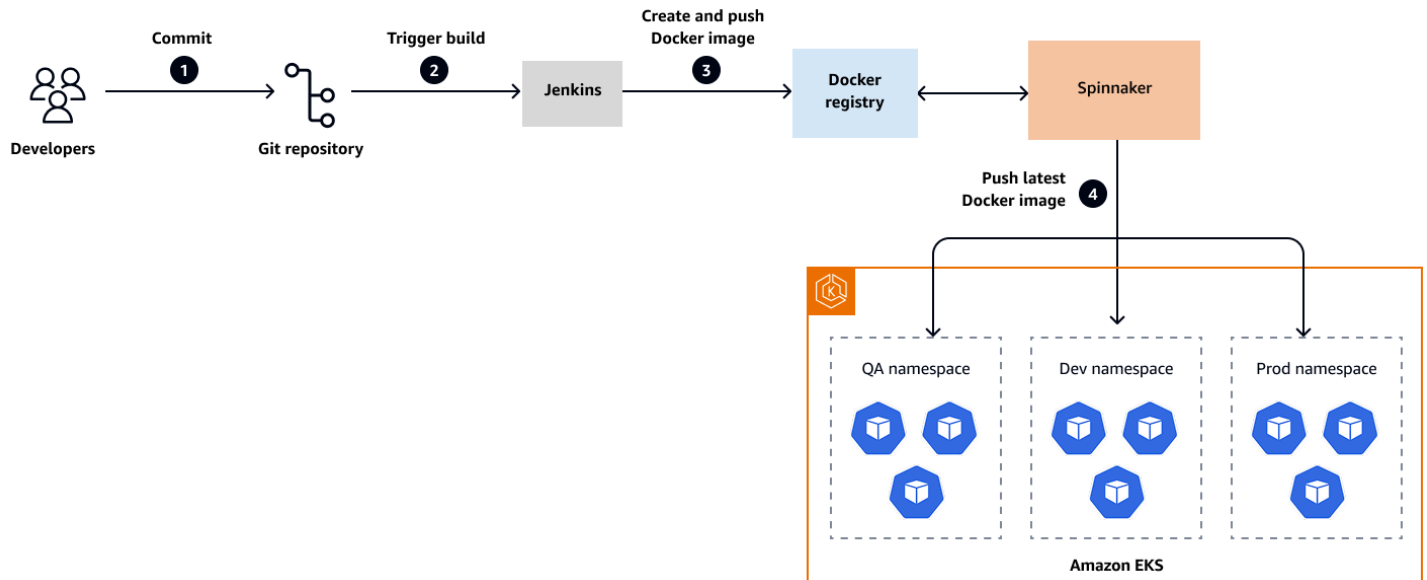 Commit
1
Developers
Git repository
Trigger build
2
Jenkins
Create and push
Docker image
3
Docker
registry
Spinnaker
Push latest
Docker image
4
K
QA namespace
Dev namespace
Prod namespace
Amazon EKS